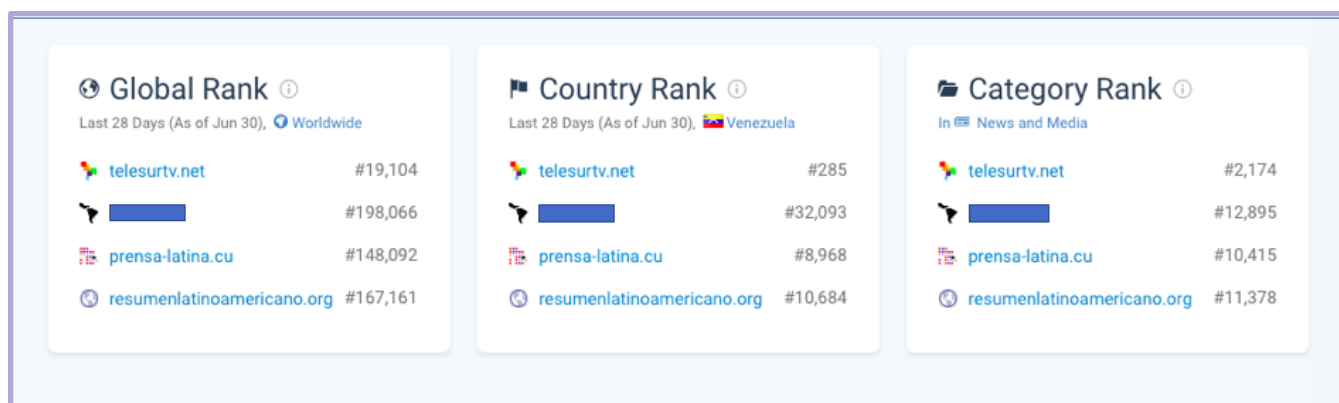 Global Rank
Last 28 Days (As of Jun 30), Worldwide
telesurtv.net #19,104
#198,066
prensa-latina.cu #148,092
resumenlatinoamericano.org #167,161
Country Rank
Last 28 Days (As of Jun 30), Venezuela
telesurtv.net #285
#32,093
prensa-latina.cu #8,968
resumenlatinoamericano.org #10,684
Category Rank
In News and Media
telesurtv.net #2,174
#12,895
prensa-latina.cu #10,415
resumenlatinoamericano.org #11,378